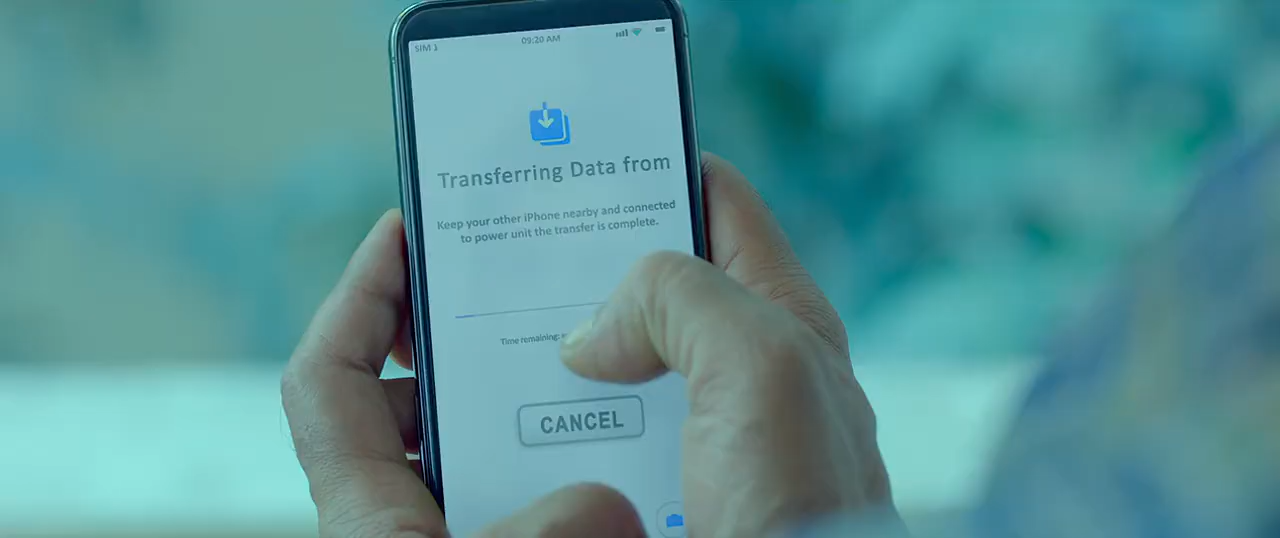 SIM 1
09:20 AM
Transferring Data from
Keep your other iPhone nearby and connected
to power unit the transfer is complete.
Time remaining:
CANCEL